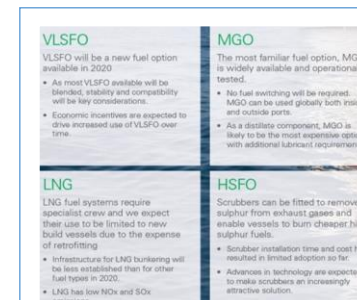 VLSFO
VLSFO will be a new fuel option
available in 2020
• As most VLSFO available will be
blended, stability and compatibility
will be key considerations.
• Economic incentives are expected to
drive increased use of VLSFO over
time.
MGO
The most familiar fuel option, MG
is widely available and operationa
tested.
• No fuel switching will be required.
MGO can be used globally both insi
and outside ports.
• As a distillate component, MGO is
likely to be the most expensive optio
with additional lubricant requiremen
LNG
LNG fuel systems require
specialist crew and we expect
their use to be limited to new
build vessels due to the expense
of retrofitting
• Infrastructure for LNG bunkering will
be less established than for other
fuel types in 2020.
• LNG has low NOx and SOx
HSFO
Scrubbers can be fitted to remove
sulphur from exhaust gases and
enable vessels to burn cheaper hi
sulphur fuels.
• Scrubber installation time and cost h
resulted in limited adoption so far.
• Advances in technology are expecte
to make scrubbers an increasingly
attractive solution.